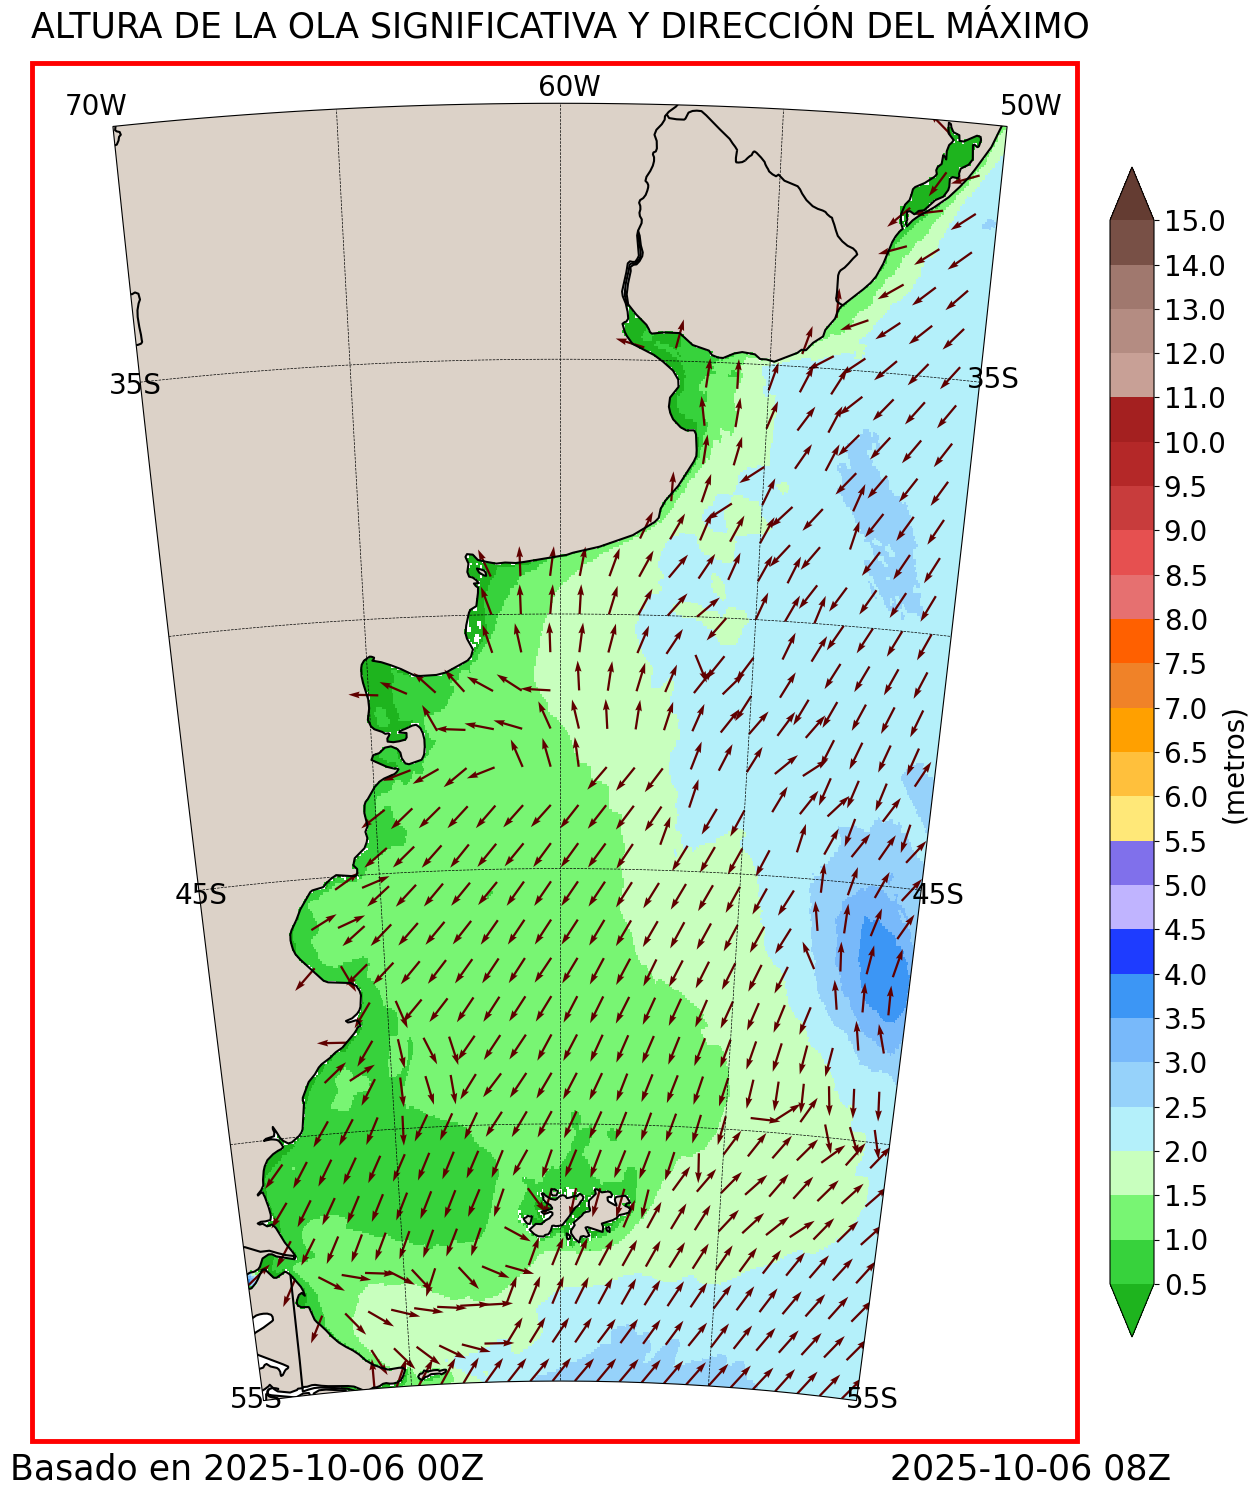 ALTURA DE LA OLA SIGNIFICATIVA Y DIRECCIÓN DEL MÁXIMO
70W
60W
50W
35S
35S
45S
45S
55S
55S
15.0
14.0
13.0
12.0
11.0
10.0
9.5
9.0
8.5
8.0
7.5
7.0
6.5
6.0
5.5
5.0
4.5
4.0
3.5
3.0
2.5
2.0
1.5
1.0
0.5
(metros)
Basado en 2025-10-06 00Z
2025-10-06 08Z